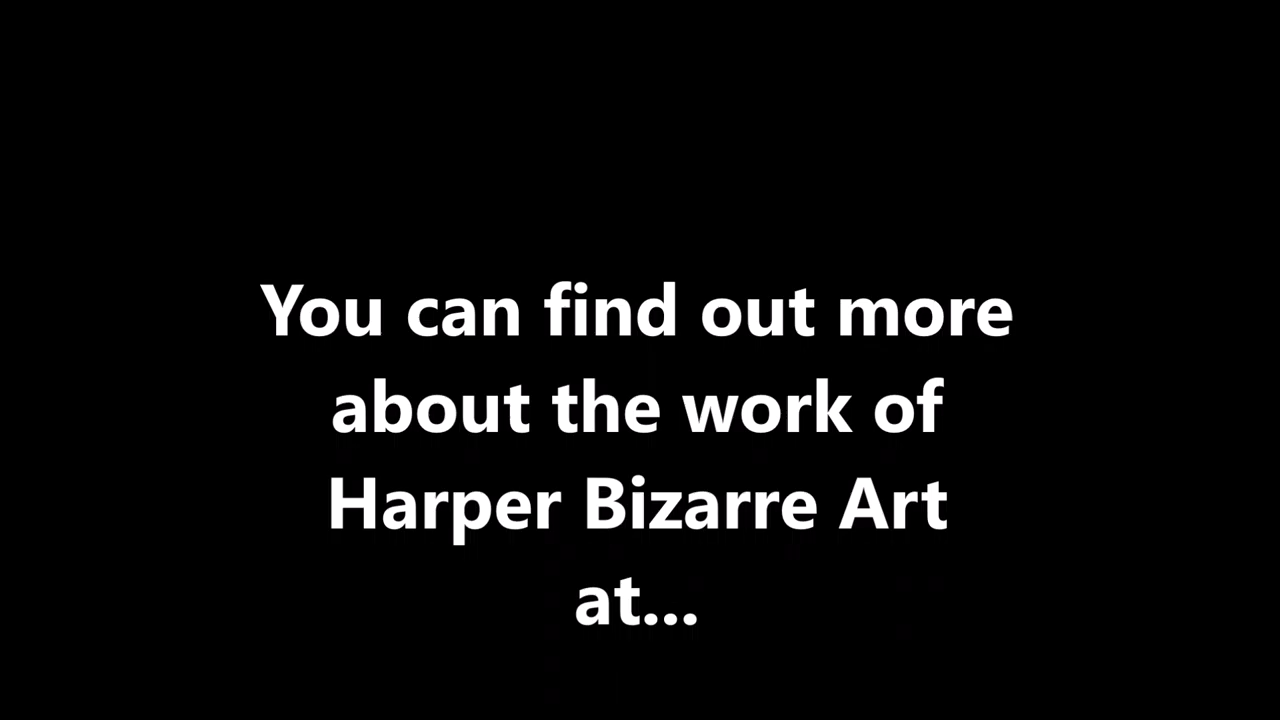 You can find out more
about the work of
Harper Bizarre Art
at...